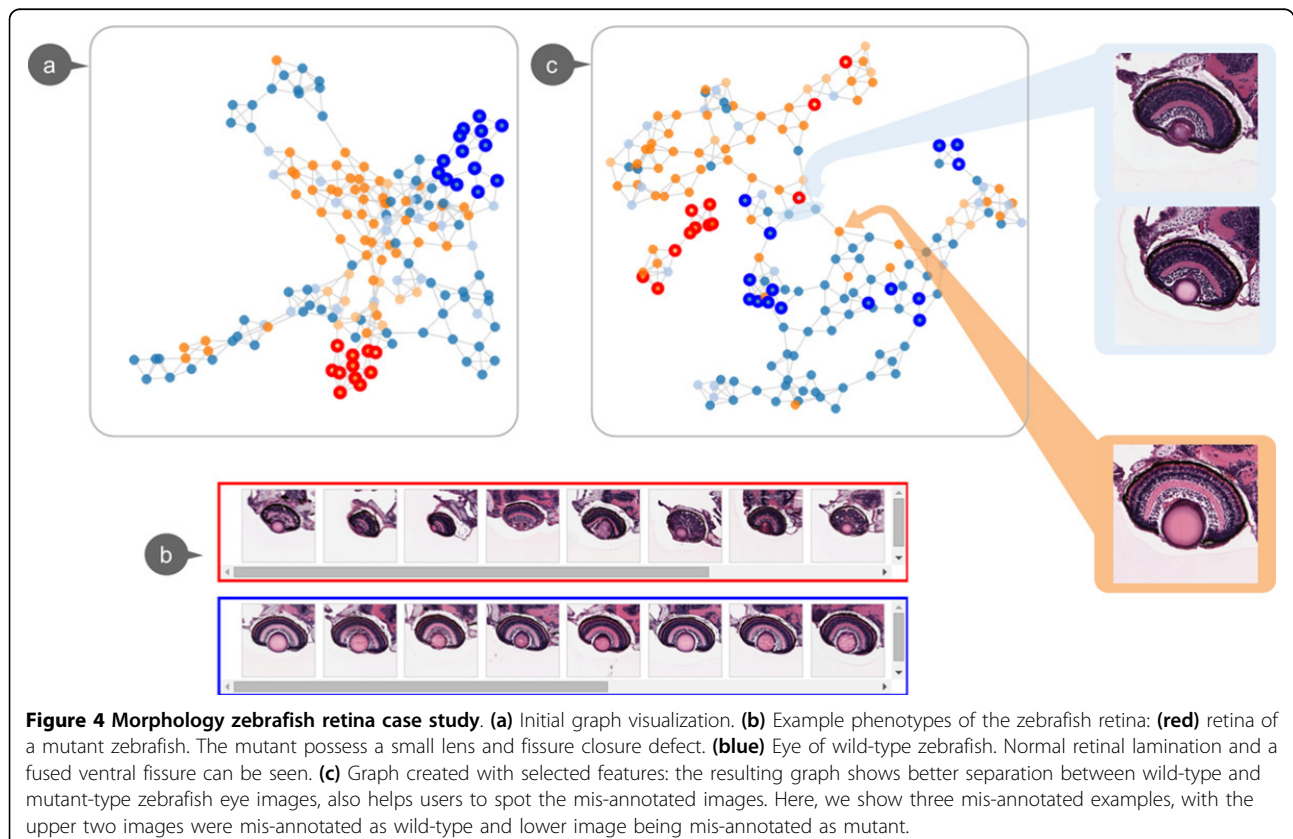 a
c
b
Figure 4 Morphology zebrafish retina case study. (a) Initial graph visualization. (b) Example phenotypes of the zebrafish retina: (red) retina of
a mutant zebrafish. The mutant possess a small lens and fissure closure defect. (blue) Eye of wild-type zebrafish. Normal retinal lamination and a
fused ventral fissure can be seen. (c) Graph created with selected features: the resulting graph shows better separation between wild-type and
mutant-type zebrafish eye images, also helps users to spot the mis-annotated images. Here, we show three mis-annotated examples, with the
upper two images were mis-annotated as wild-type and lower image being mis-annotated as mutant.